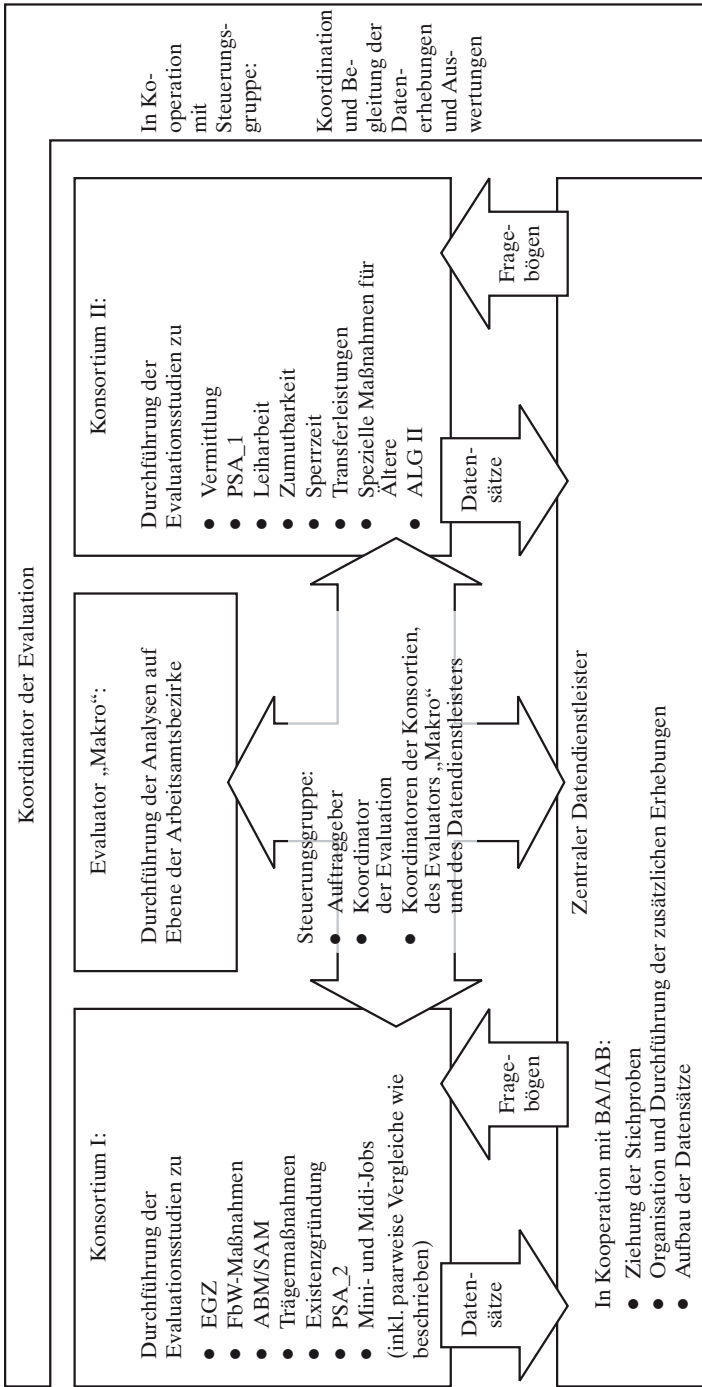 Koordinator der Evaluation
Konsortium I:
Durchführung der
Evaluationsstudien zu
● EGZ
● FbW-Maßnahmen
● ABM/SAM
● Trägermaßnahmen
● Existenzgründung
● PSA_2
● Mini- und Midi-Jobs
(inkl. paarweise Vergleiche wie
beschrieben)
Evaluator „Makro“:
Durchführung der Analysen auf
Ebene der Arbeitsamtsbezirke
Konsortium II:
Durchführung der
Evaluationsstudien zu
● Vermittlung
● PSA_1
● Leiharbeit
● Zumutbarkeit
● Sperrzeit
● Transferleistungen
● Spezielle Maßnahmen für
Ältere
● ALG II
In Ko-
operation
mit
Steuerungs-
gruppe:
Koordination
und Be-
gleitung der
Daten-
erhebungen
und Aus-
wertungen
Steuerungsgruppe:
● Auftraggeber
● Koordinator
der Evaluation
● Koordinatoren der Konsortien,
des Evaluators „Makro“
und des Datendienstleisters
Daten-
sätze
Frage-
bögen
Daten-
sätze
Frage-
bögen
Zentraler Datendienstleister
In Kooperation mit BA/IAB:
● Ziehung der Stichproben
● Organisation und Durchführung der zusätzlichen Erhebungen
● Aufbau der Datensätze